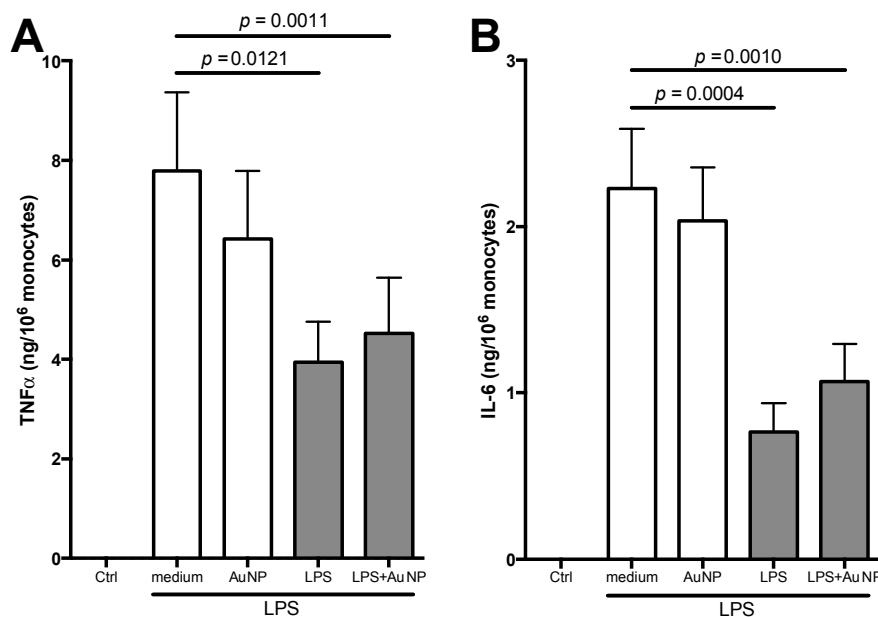 A
p = 0.0011
p = 0.0121
TNFα (ng/10⁶ monocytes)
10
8
6
4
2
0
Ctrl
medium
AuNP
LPS
LPS+AuNP
LPS
B
p = 0.0010
p = 0.0004
IL-6 (ng/10⁶ monocytes)
3
2
1
0
Ctrl
medium
AuNP
LPS
LPS+AuNP
LPS